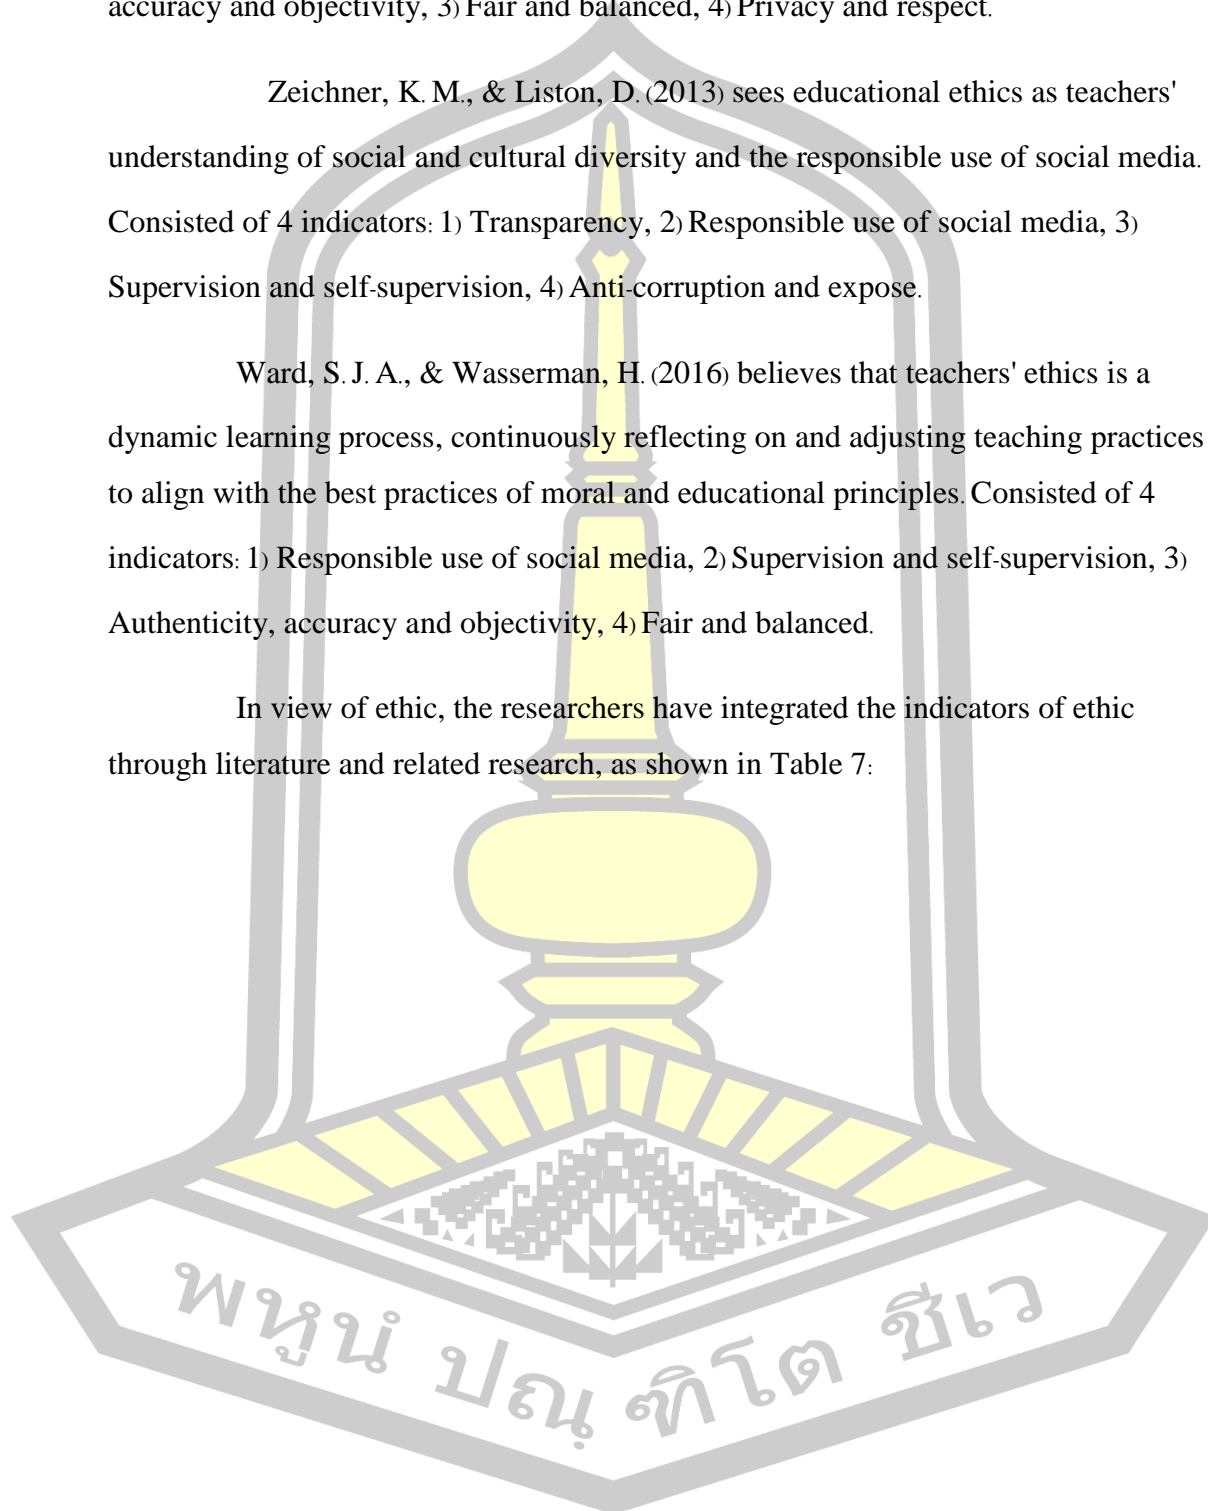 accuracy and objectivity, 3) Fair and balanced, 4) Privacy and respect.
Zeichner, K. M., & Liston, D. (2013) sees educational ethics as teachers'
understanding of social and cultural diversity and the responsible use of social media.
Consisted of 4 indicators: 1) Transparency, 2) Responsible use of social media, 3)
Supervision and self-supervision, 4) Anti-corruption and expose.
Ward, S. J. A., & Wasserman, H. (2016) believes that teachers' ethics is a
dynamic learning process, continuously reflecting on and adjusting teaching practices
to align with the best practices of moral and educational principles. Consisted of 4
indicators: 1) Responsible use of social media, 2) Supervision and self-supervision, 3)
Authenticity, accuracy and objectivity, 4) Fair and balanced.
In view of ethic, the researchers have integrated the indicators of ethic
through literature and related research, as shown in Table 7:
พหูนํ ปณฺ ฑิโต ชีเว